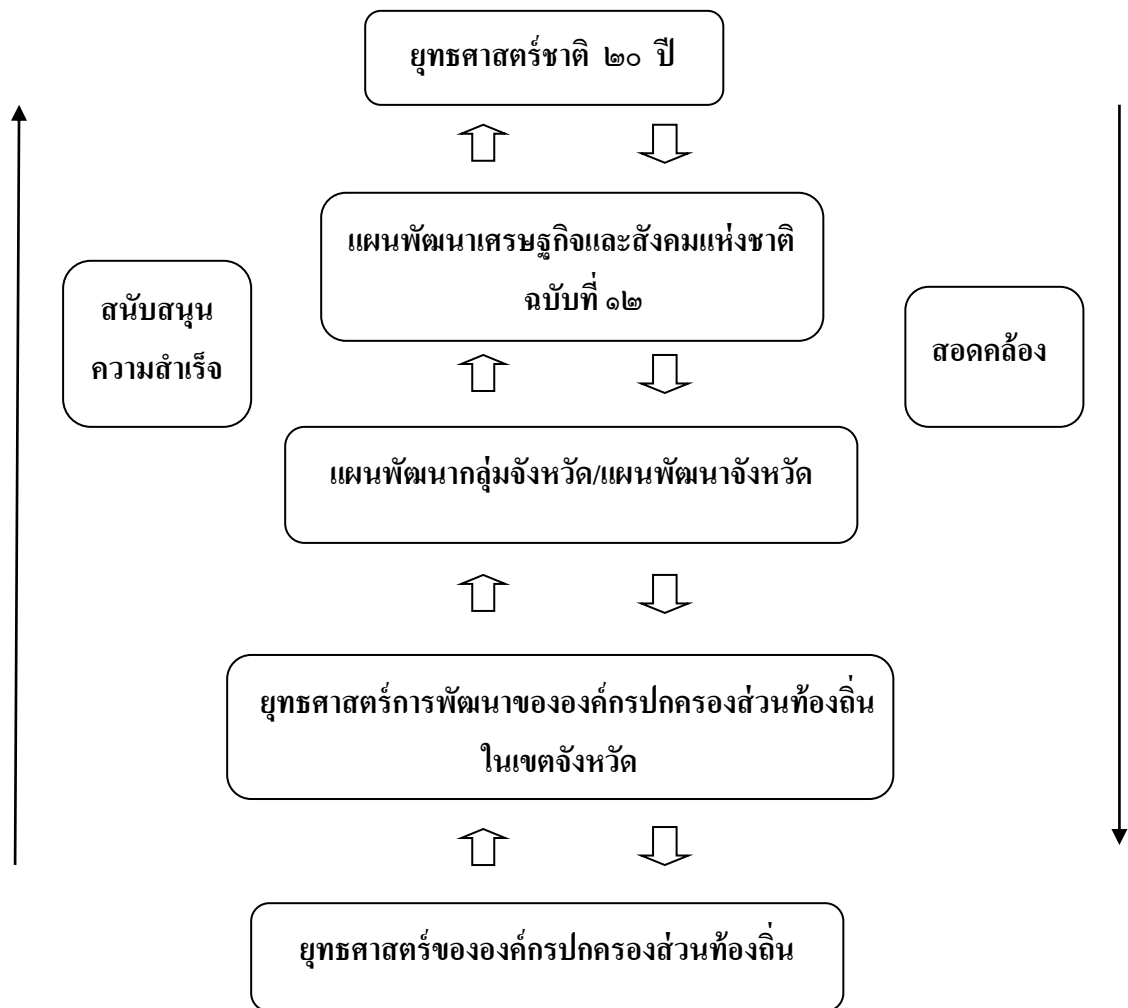 ยุทธศาสตร์ชาติ ๒๐ ปี
แผนพัฒนาเศรษฐกิจและสังคมแห่งชาติ
ฉบับที่ ๑๒
สนับสนุน
ความสำเร็จ
สอดคล้อง
แผนพัฒนากลุ่มจังหวัด/แผนพัฒนาจังหวัด
ยุทธศาสตร์การพัฒนาขององค์กรปกครองส่วนท้องถิ่น
ในเขตจังหวัด
ยุทธศาสตร์ขององค์กรปกครองส่วนท้องถิ่น